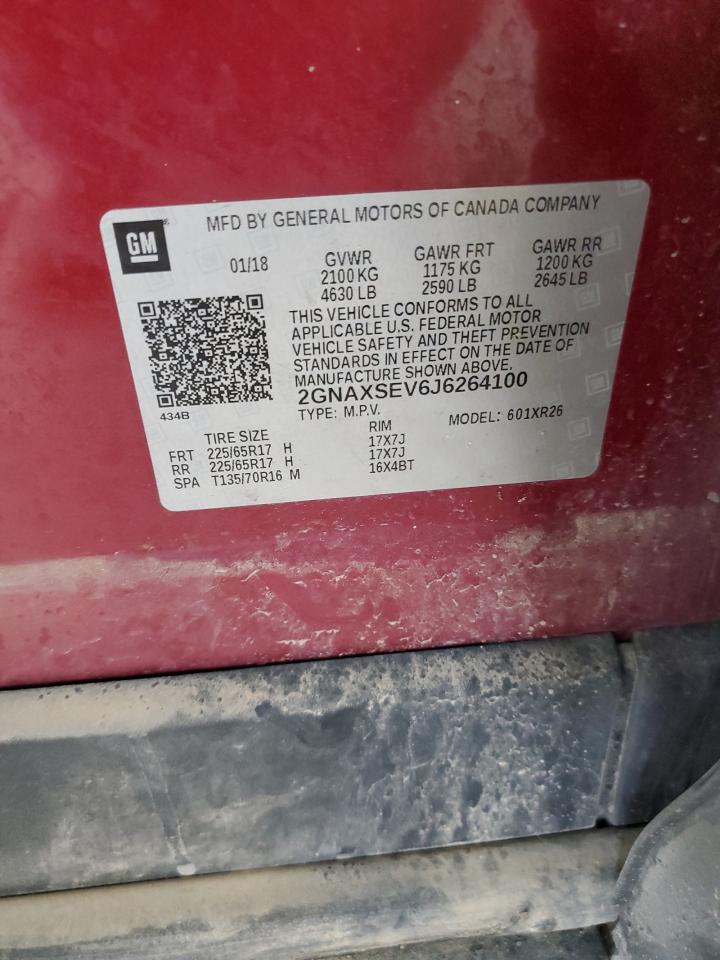 MFD BY GENERAL MOTORS OF CANADA COMPANY
GM
01/18 GVWR GAWR FRT GAWR RR
2100 KG 1175 KG 1200 KG
4630 LB 2590 LB 2645 LB
THIS VEHICLE CONFORMS TO ALL
APPLICABLE U.S. FEDERAL MOTOR
VEHICLE SAFETY AND THEFT PREVENTION
STANDARDS IN EFFECT ON THE DATE OF
MANUFACTURE SHOWN ABOVE.
2GNAXSEV6J6264100
434B
TYPE: M.P.V. MODEL: 601XR26
TIRE SIZE RIM
FRT 225/65R17 H 17X7J
RR 225/65R17 H 17X7J
SPA T135/70R16 M 16X4BT